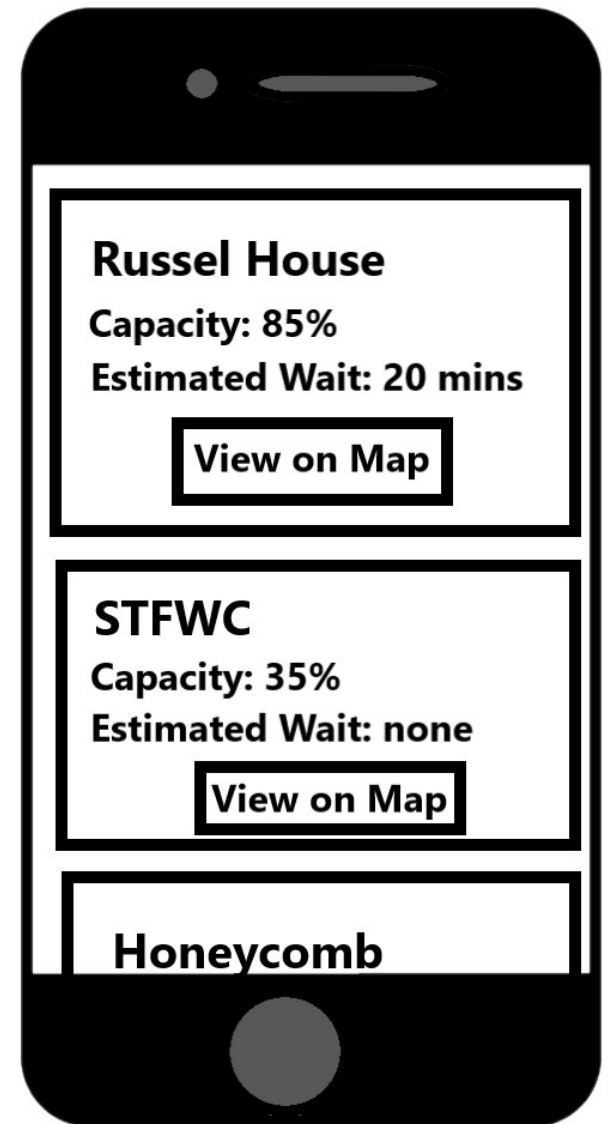 Russel House
Capacity: 85%
Estimated Wait: 20 mins
View on Map
STFWC
Capacity: 35%
Estimated Wait: none
View on Map
Honeycomb